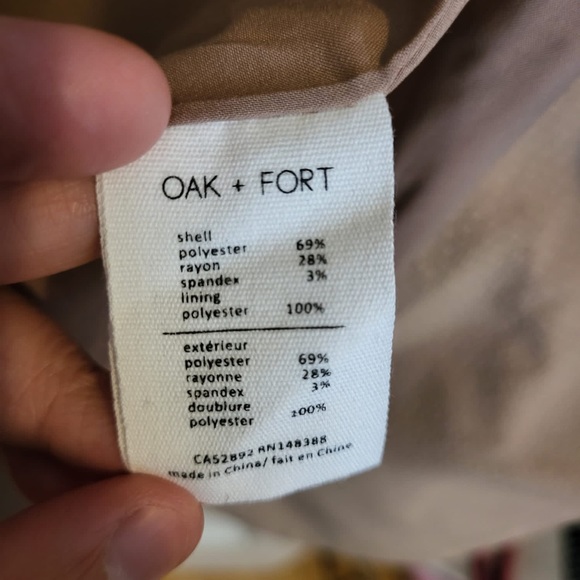 OAK + FORT
shell
polyester 69%
rayon 28%
spandex 3%
lining
polyester 100%
extérieur
polyester 69%
rayonne 28%
spandex 3%
doublure
polyester 100%
CA52892 RN148388
made in China/ fait en Chine